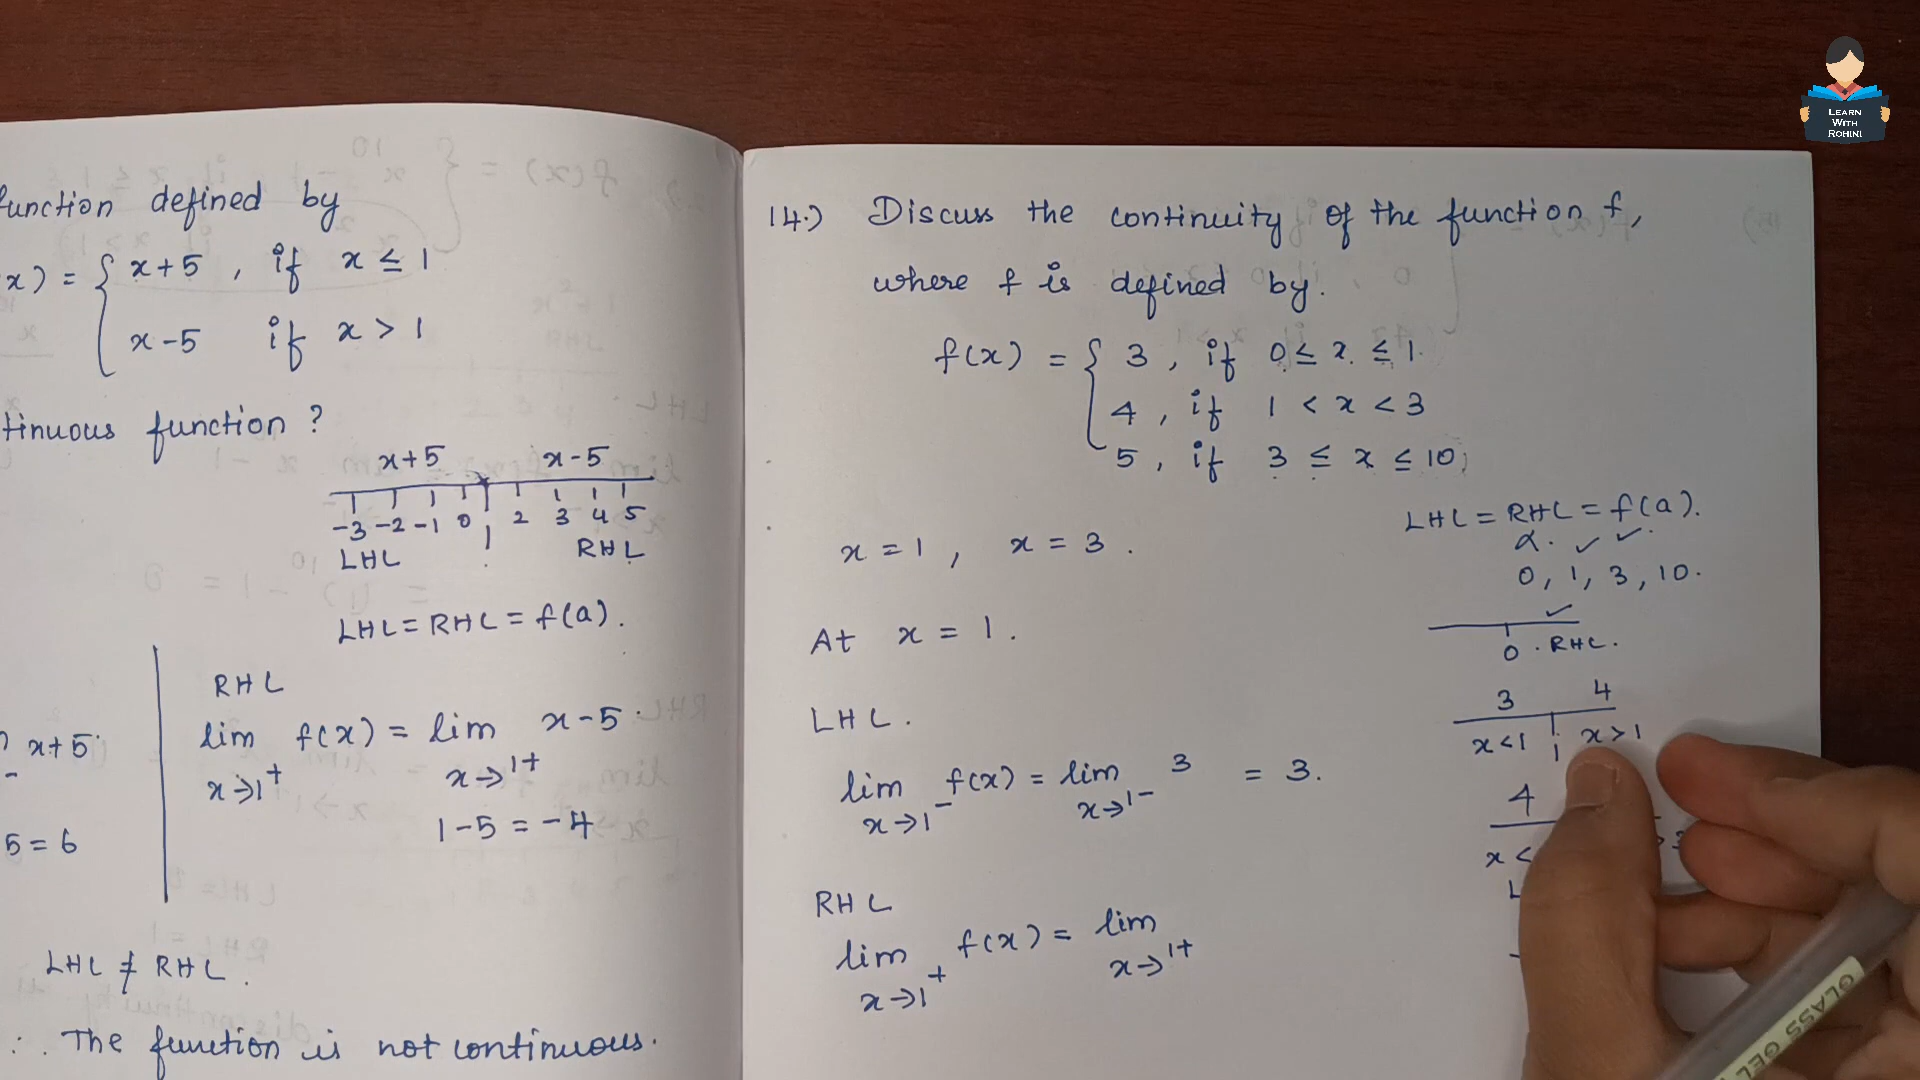 LEARN
WITH
ROHINI
function defined by
x) = { x+5 , if x ≤ 1
x-5 if x > 1
tinuous function ?
x+5 x-5
-3 -2 -1 0 1 2 3 4 5
LHL RHL
LHL = RHL = f(a).
RHL
x+5
lim f(x) = lim x-5
x→1⁺ x→1⁺
5 = 6
1-5 = -4
LHL ≠ RHL.
∴ The function is not continuous.
14.) Discuss the continuity of the function f,
where f is defined by.
f(x) = { 3 , if 0 ≤ x ≤ 1
4 , if 1 < x < 3
5 , if 3 ≤ x ≤ 10
x = 1 , x = 3 .
At x = 1.
LHL.
lim f(x) = lim 3 = 3.
x→1⁻ x→1⁻
RHL
lim f(x) = lim
x→1⁺ x→1⁺
LHL = RHL = f(a).
0, 1, 3, 10.
0 . RHL.
3 4
x<1 1 x>1
4
x <
GLASS GEL